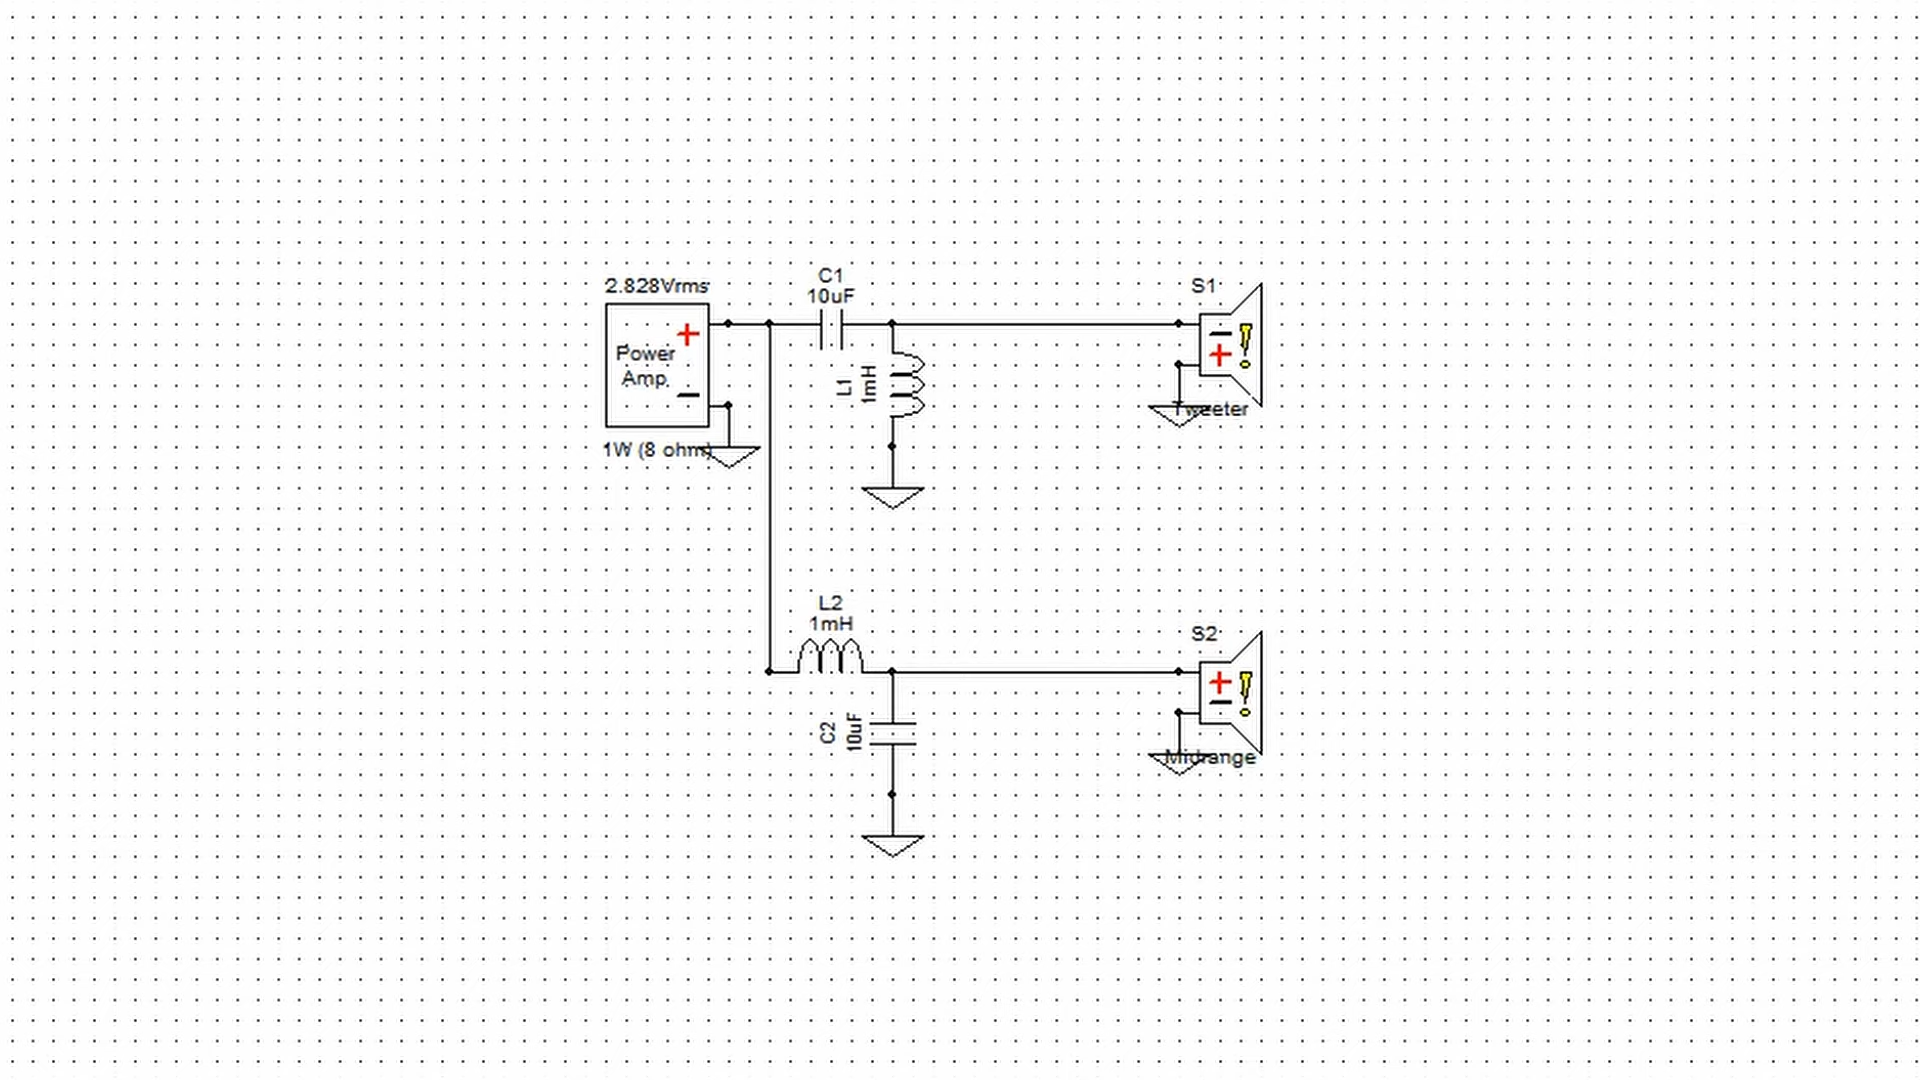 2.828Vrms
+
Power
Amp
−
1W (8 ohm)
C1
10uF
L1
1mH
S1
−
+
Tweeter
L2
1mH
C2
10uF
S2
+
−
Midrange